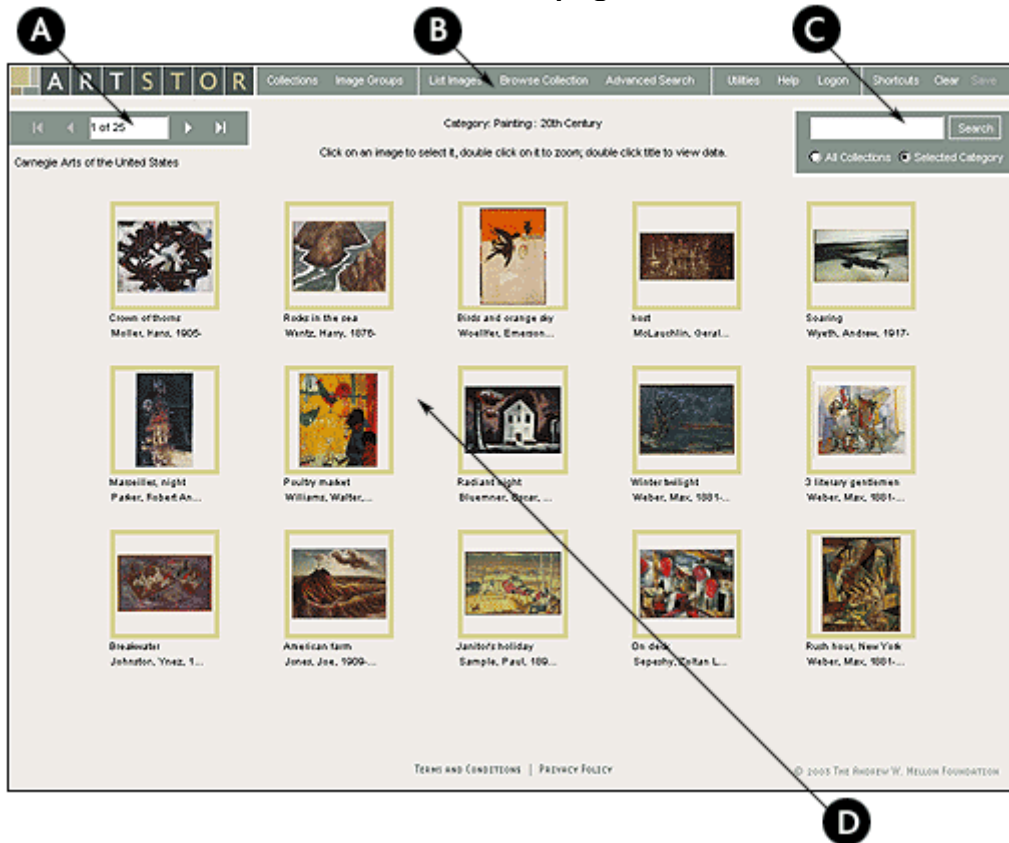 A
B
C
ARTSTOR Collections Image Groups List Images Browse Collection Advanced Search Utilities Help Logon Shortcuts Clear Save
1 of 25
Category: Painting : 20th Century
Search
Click on an image to select it, double click on it to zoom; double click title to view data.
All Collections Selected Category
Carnegie Arts of the United States
Crown of thorns
Moller, Hans, 1905-
Rocks in the sea
Wentz, Harry, 1876-
Birds and orange sky
Woellffer, Emerson...
host
McLaughlin, Geral...
Soaring
Wyeth, Andrew, 1917-
Marseilles, night
Parker, Robert An...
Poultry market
Williams, Walter,...
Radiant night
Bluemner, Oscar, ...
Winter twilight
Weber, Max, 1881-...
3 literary gentlemen
Weber, Max, 1881-...
Breakwater
Johnston, Ynez, 1...
American farm
Jones, Joe, 1909-...
Janitor's holiday
Sample, Paul, 189...
On deck
Sepeshy, Zoltan L...
Rush hour, New York
Weber, Max, 1881-...
Terms and Conditions | Privacy Policy
© 2003 The Andrew W. Mellon Foundation
D